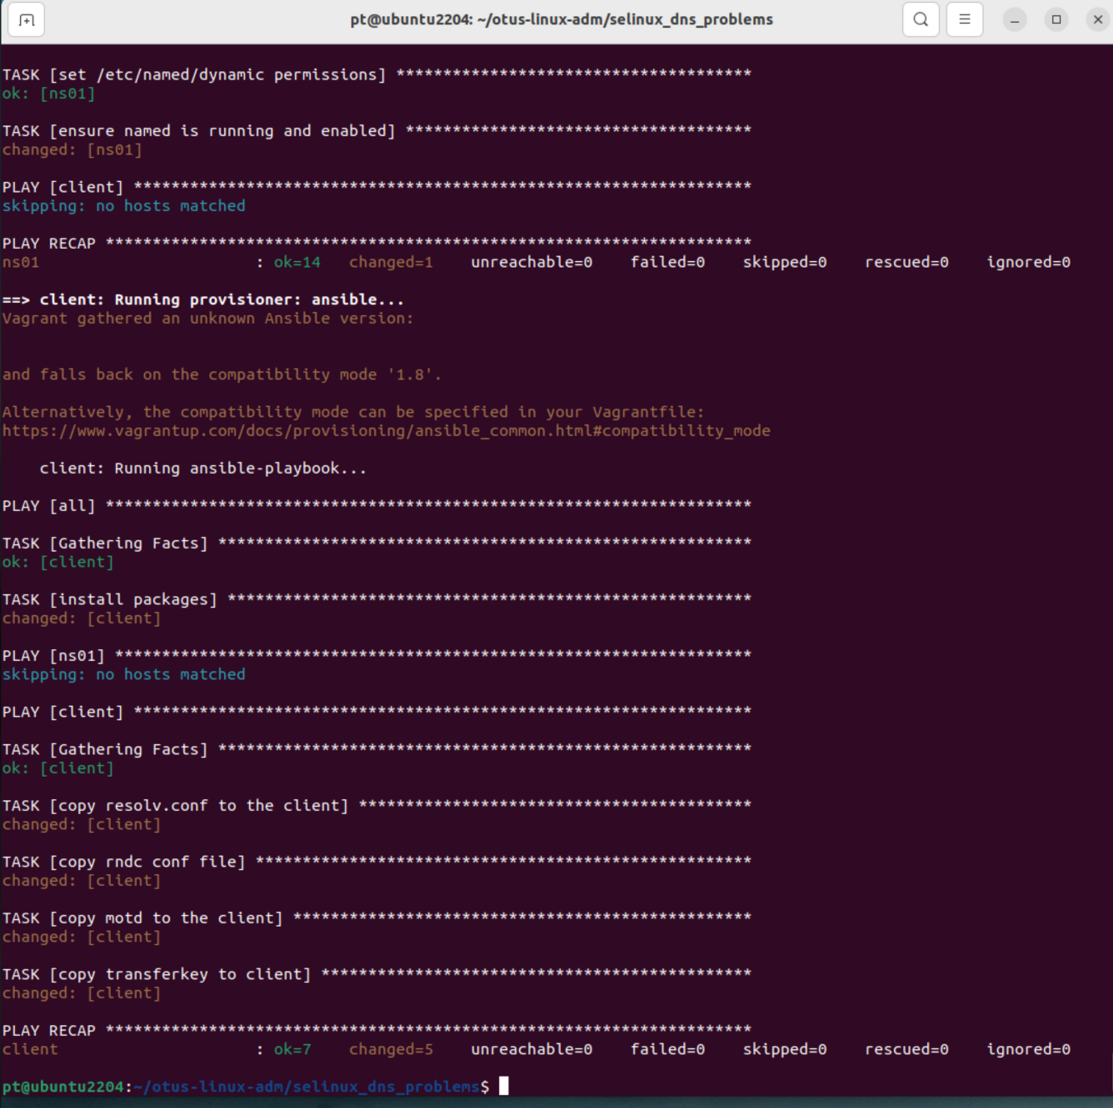 pt@ubuntu2204: ~/otus-linux-adm/selinux_dns_problems
TASK [set /etc/named/dynamic permissions] **************************************
ok: [ns01]
TASK [ensure named is running and enabled] *************************************
changed: [ns01]
PLAY [client] ******************************************************************
skipping: no hosts matched
PLAY RECAP *********************************************************************
ns01                       : ok=14   changed=1    unreachable=0    failed=0    skipped=0    rescued=0    ignored=0
==> client: Running provisioner: ansible...
Vagrant gathered an unknown Ansible version:
and falls back on the compatibility mode '1.8'.
Alternatively, the compatibility mode can be specified in your Vagrantfile:
https://www.vagrantup.com/docs/provisioning/ansible_common.html#compatibility_mode
    client: Running ansible-playbook...
PLAY [all] *********************************************************************
TASK [Gathering Facts] *********************************************************
ok: [client]
TASK [install packages] ********************************************************
changed: [client]
PLAY [ns01] ********************************************************************
skipping: no hosts matched
PLAY [client] ******************************************************************
TASK [Gathering Facts] *********************************************************
ok: [client]
TASK [copy resolv.conf to the client] ******************************************
changed: [client]
TASK [copy rndc conf file] *****************************************************
changed: [client]
TASK [copy motd to the client] *************************************************
changed: [client]
TASK [copy transferkey to client] **********************************************
changed: [client]
PLAY RECAP *********************************************************************
client                     : ok=7    changed=5    unreachable=0    failed=0    skipped=0    rescued=0    ignored=0
pt@ubuntu2204:~/otus-linux-adm/selinux_dns_problems$